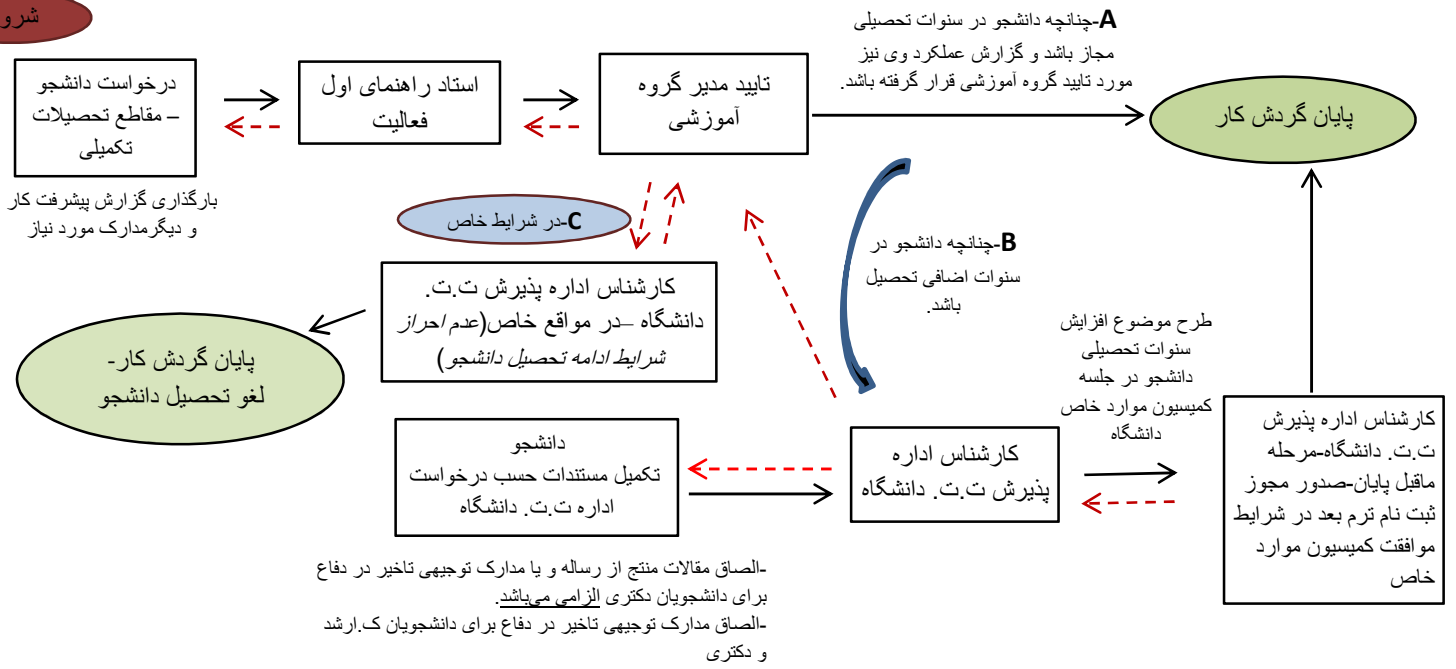 شرو
درخواست دانشجو
– مقاطع تحصیلات
تکمیلی
بارگذاری گزارش پیشرفت کار
و دیگرمدارک مورد نیاز
استاد راهنمای اول
فعالیت
تایید مدیر گروه
آموزشی
A-چنانچه دانشجو در سنوات تحصیلی
مجاز باشد و گزارش عملکرد وی نیز
مورد تایید گروه آموزشی قرار گرفته باشد.
پایان گردش کار
C-در شرایط خاص
کارشناس اداره پذیرش ت.ت.
دانشگاه –در مواقع خاص(عدم احراز
شرایط ادامه تحصیل دانشجو)
پایان گردش کار-
لغو تحصیل دانشجو
B-چنانچه دانشجو در
سنوات اضافی تحصیل
باشد.
دانشجو
تکمیل مستندات حسب درخواست
اداره ت.ت. دانشگاه
-الصاق مقالات منتج از رساله و یا مدارک توجیهی تاخیر در دفاع
برای دانشجویان دکتری الزامی می‌باشد.
-الصاق مدارک توجیهی تاخیر در دفاع برای دانشجویان ک.ارشد
و دکتری
کارشناس اداره
پذیرش ت.ت. دانشگاه
طرح موضوع افزایش
سنوات تحصیلی
دانشجو در جلسه
کمیسیون موارد خاص
دانشگاه
کارشناس اداره پذیرش
ت.ت. دانشگاه-مرحله
ماقبل پایان-صدور مجوز
ثبت نام ترم بعد در شرایط
موافقت کمیسیون موارد
خاص